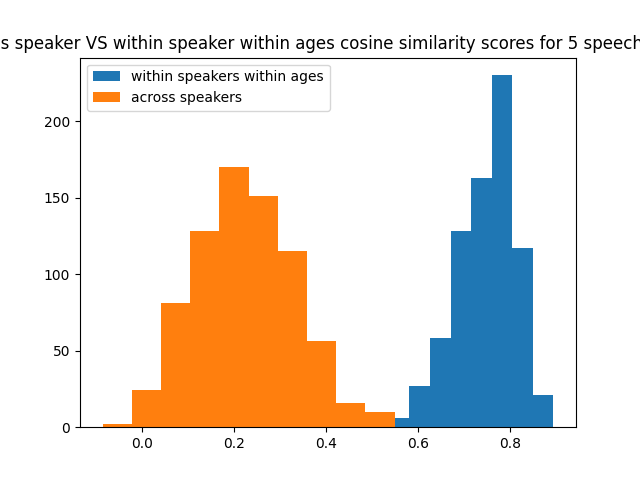 s speaker VS within speaker within ages cosine similarity scores for 5 speech
within speakers within ages
across speakers
200
150
100
50
0
0.0 0.2 0.4 0.6 0.8